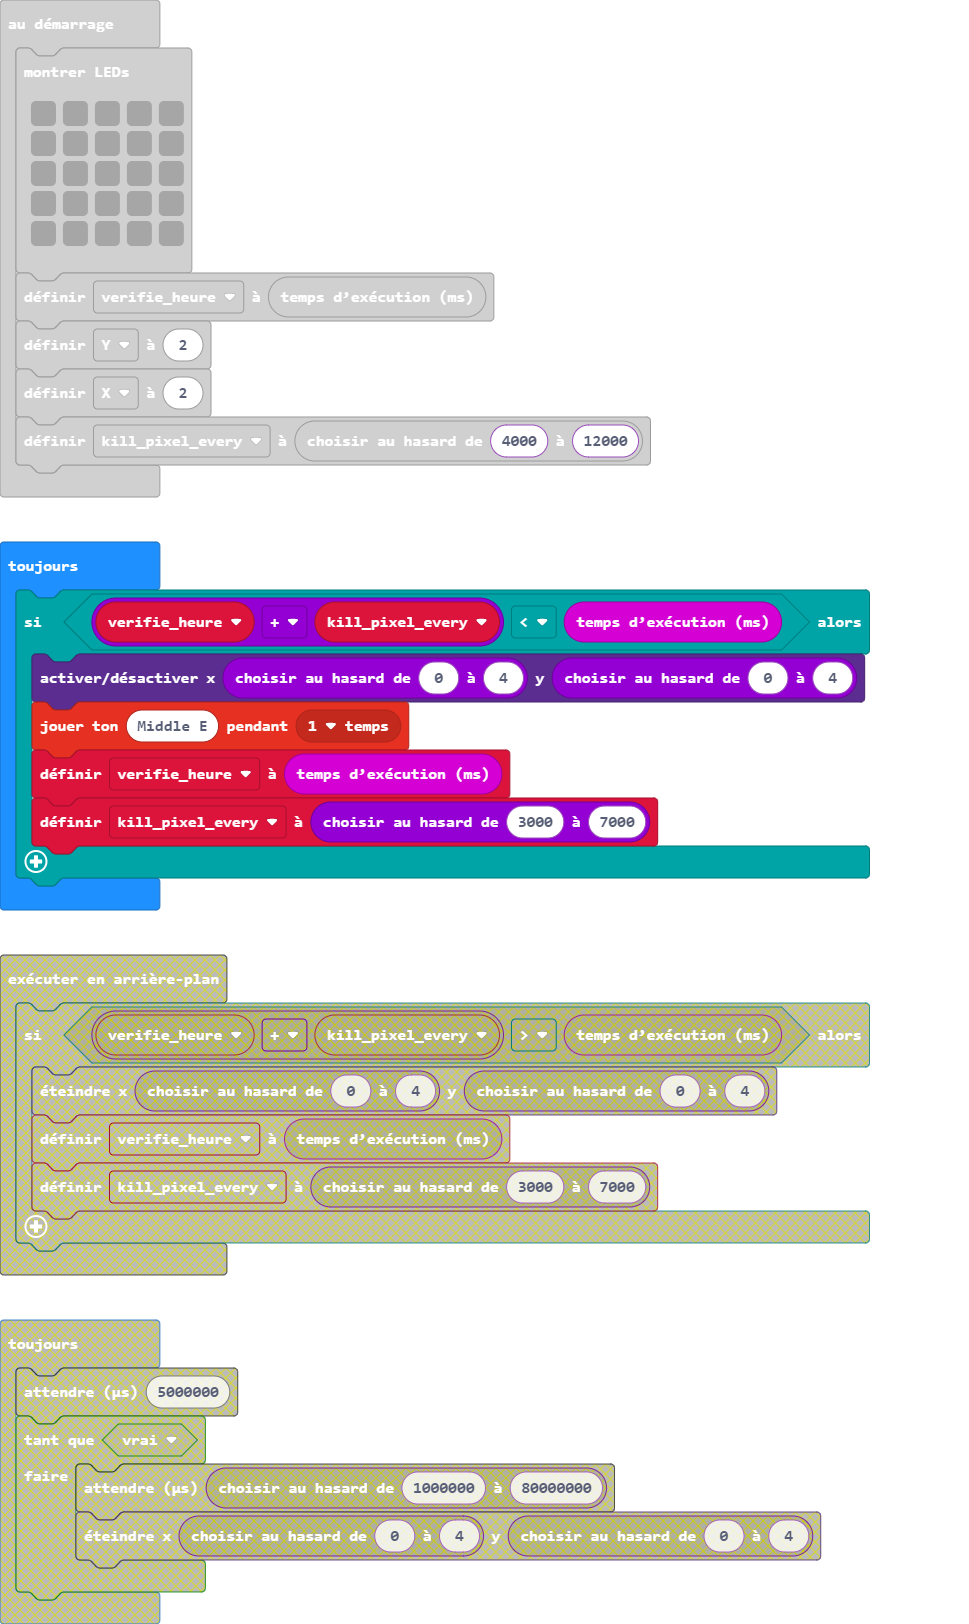 au démarrage
montrer LEDs
définir verifie_heure à temps d’exécution (ms)
définir Y à 2
définir X à 2
définir kill_pixel_every à choisir au hasard de 4000 à 12000
toujours
si verifie_heure + kill_pixel_every < temps d’exécution (ms) alors
activer/désactiver x choisir au hasard de 0 à 4 y choisir au hasard de 0 à 4
jouer ton Middle E pendant 1 temps
définir verifie_heure à temps d’exécution (ms)
définir kill_pixel_every à choisir au hasard de 3000 à 7000
exécuter en arrière-plan
si verifie_heure + kill_pixel_every > temps d’exécution (ms) alors
éteindre x choisir au hasard de 0 à 4 y choisir au hasard de 0 à 4
définir verifie_heure à temps d’exécution (ms)
définir kill_pixel_every à choisir au hasard de 3000 à 7000
toujours
attendre (µs) 5000000
tant que vrai
faire
attendre (µs) choisir au hasard de 1000000 à 80000000
éteindre x choisir au hasard de 0 à 4 y choisir au hasard de 0 à 4